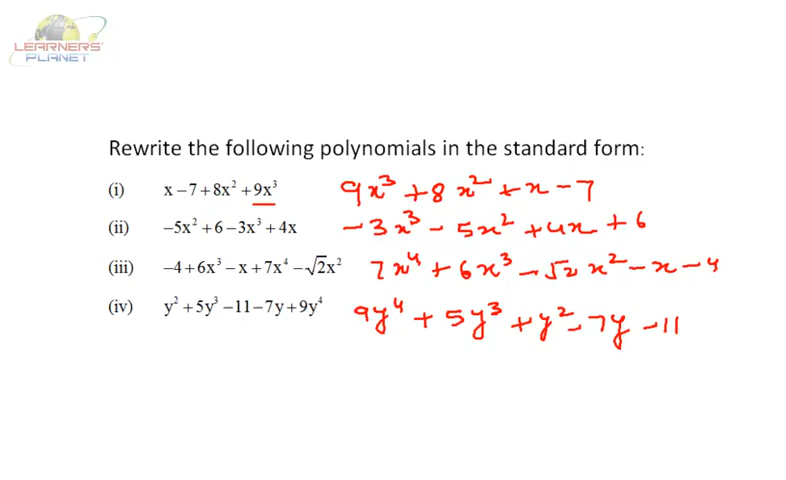 LEARNERS'
PLANET
Rewrite the following polynomials in the standard form:
(i) x − 7 + 8x² + 9x³ 9x³ + 8x² + x − 7
(ii) −5x² + 6 − 3x³ + 4x −3x³ − 5x² + 4x + 6
(iii) −4 + 6x³ − x + 7x⁴ − √2x² 7x⁴ + 6x³ − √2 x² − x − 4
(iv) y² + 5y³ − 11 − 7y + 9y⁴ 9y⁴ + 5y³ + y² − 7y − 11